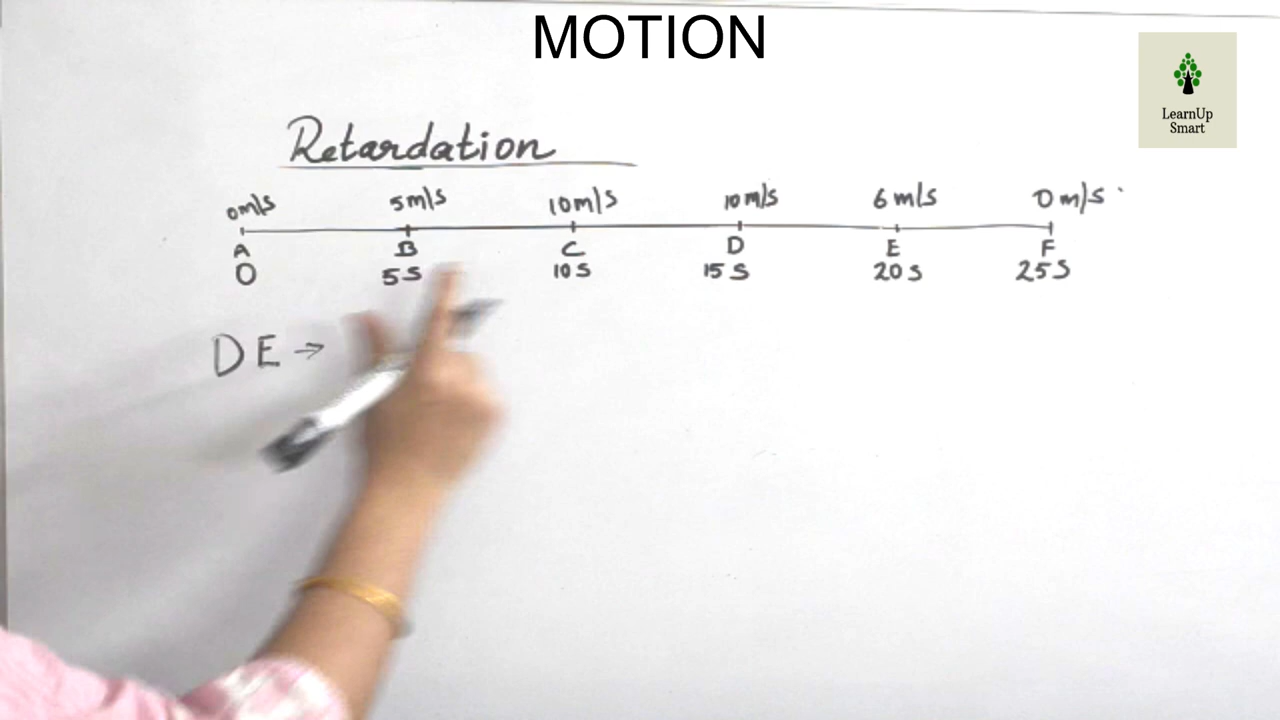 MOTION
LearnUp
Smart
Retardation
0m/s 5m/s 10m/s 10m/s 6m/s 0m/s
A B C D E F
0 5s 10s 15s 20s 25s
DE→